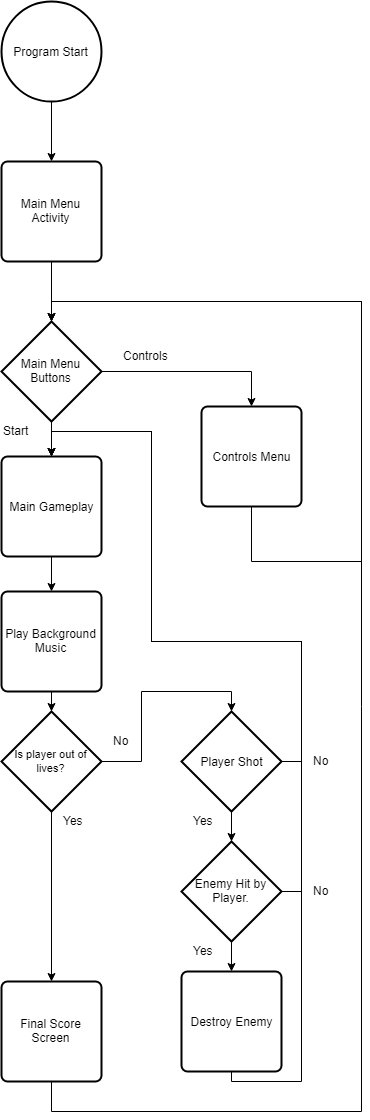 Program Start
Main Menu
Activity
Main Menu
Buttons
Controls
Start
Controls Menu
Main Gameplay
Play Background
Music
Is player out of
lives?
No
Player Shot
No
Yes
Yes
Enemy Hit by
Player.
No
Yes
Final Score
Screen
Destroy Enemy